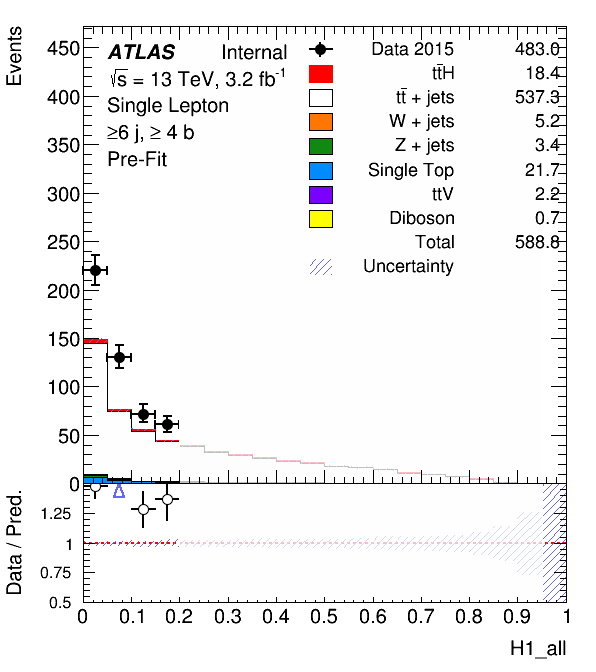 Events
ATLAS Internal
√s = 13 TeV, 3.2 fb-1
Single Lepton
≥6 j, ≥ 4 b
Pre-Fit
Data 2015 483.0
tt̄H 18.4
tt̄ + jets 537.3
W + jets 5.2
Z + jets 3.4
Single Top 21.7
ttV 2.2
Diboson 0.7
Total 588.8
Uncertainty
450
400
350
300
250
200
150
100
50
0
Data / Pred.
1.25
1
0.75
0.5
0 0.1 0.2 0.3 0.4 0.5 0.6 0.7 0.8 0.9 1
H1_all